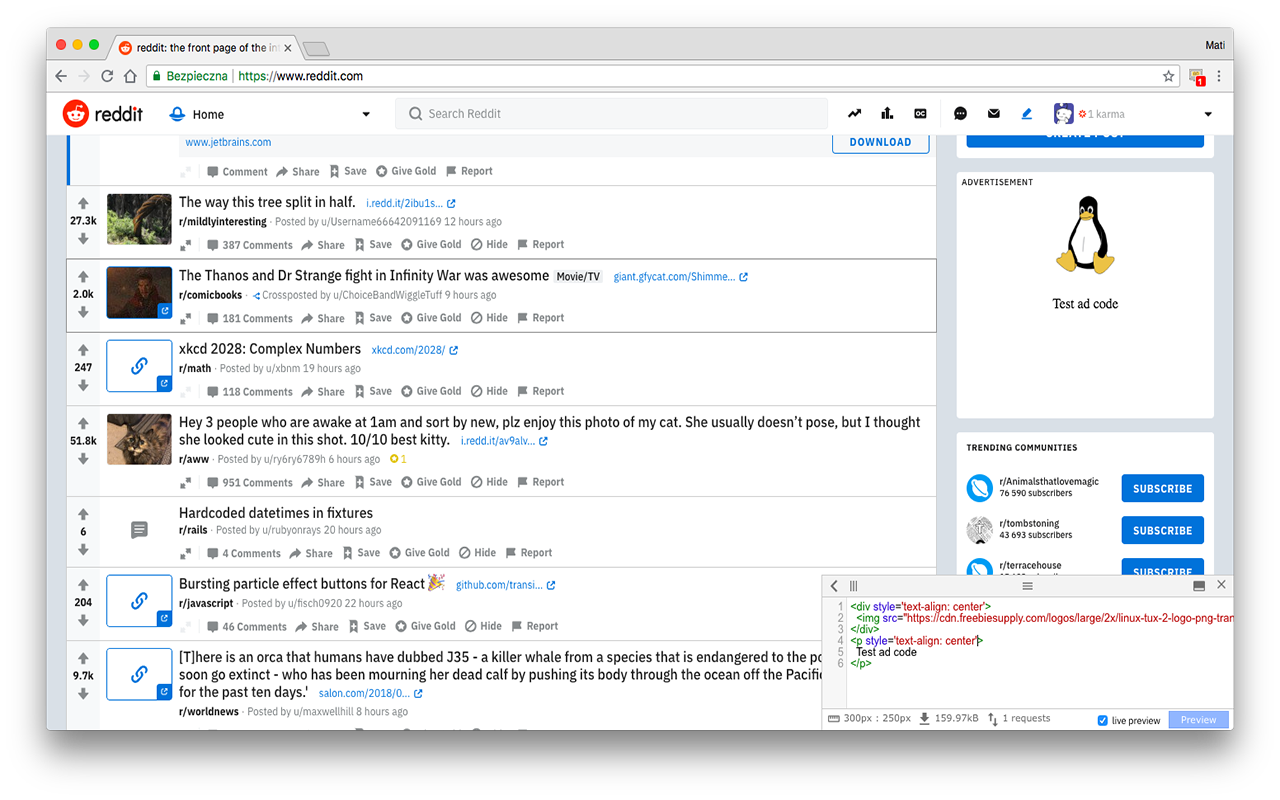 reddit: the front page of the in
Mati
Bezpieczna | https://www.reddit.com
1
reddit
Home
Search Reddit
1 karma
www.jetbrains.com
DOWNLOAD
Comment Share Save Give Gold Report
27.3k
The way this tree split in half. i.redd.it/2ibu1s...
r/mildlyinteresting · Posted by u/Username66642091169 12 hours ago
387 Comments Share Save Give Gold Hide Report
2.0k
The Thanos and Dr Strange fight in Infinity War was awesome Movie/TV giant.gfycat.com/Shimme...
r/comicbooks · Crossposted by u/ChoiceBandWiggleTuff 9 hours ago
181 Comments Share Save Give Gold Hide Report
247
xkcd 2028: Complex Numbers xkcd.com/2028/
r/math · Posted by u/xbnm 19 hours ago
118 Comments Share Save Give Gold Hide Report
51.8k
Hey 3 people who are awake at 1am and sort by new, plz enjoy this photo of my cat. She usually doesn't pose, but I thought
she looked cute in this shot. 10/10 best kitty. i.redd.it/av9alv...
r/aww · Posted by u/ry6ry6789h 6 hours ago 1
951 Comments Share Save Give Gold Hide Report
6
Hardcoded datetimes in fixtures
r/rails · Posted by u/rubyonrays 20 hours ago
4 Comments Share Save Give Gold Hide Report
204
Bursting particle effect buttons for React github.com/transi...
r/javascript · Posted by u/fisch0920 22 hours ago
46 Comments Share Save Give Gold Hide Report
9.7k
[T]here is an orca that humans have dubbed J35 - a killer whale from a species that is endangered to the po
soon go extinct - who has been mourning her dead calf by pushing its body through the ocean off the Pacifi
for the past ten days.' salon.com/2018/0...
r/worldnews · Posted by u/maxwellhill 8 hours ago
CREATE POST
ADVERTISEMENT
Test ad code
TRENDING COMMUNITIES
r/Animalsthatlovemagic
76 590 subscribers
SUBSCRIBE
r/tombstoning
43 693 subscribers
SUBSCRIBE
r/terracehouse
SUBSCRIBE
1 <div style='text-align: center'>
2 <img src="https://cdn.freebiesupply.com/logos/large/2x/linux-tux-2-logo-png-tran
3 </div>
4 <p style='text-align: center'>
5 Test ad code
6 </p>
300px : 250px 159.97kB 1 requests
live preview Preview